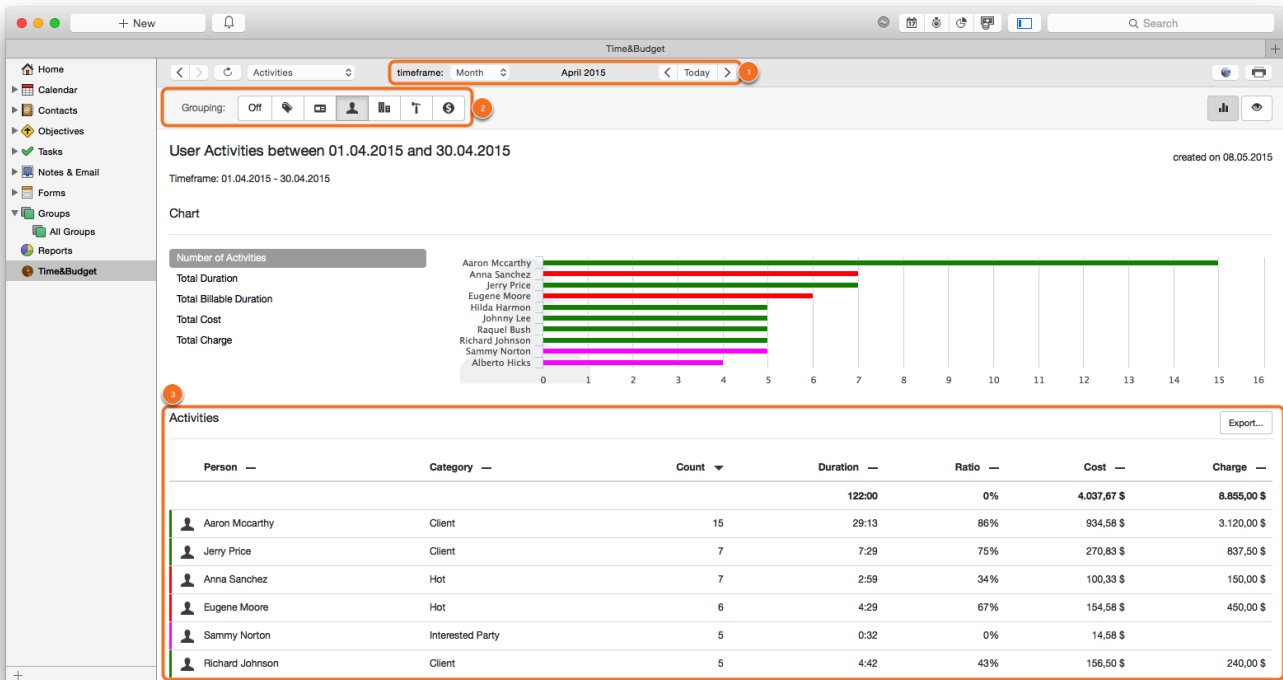 + New
Search
Time&Budget
Home
Calendar
Contacts
Objectives
Tasks
Notes & Email
Forms
Groups
All Groups
Reports
Time&Budget
Activities
timeframe: Month April 2015 Today 1
Grouping: Off 2
User Activities between 01.04.2015 and 30.04.2015
created on 08.05.2015
Timeframe: 01.04.2015 - 30.04.2015
Chart
Number of Activities
Total Duration
Total Billable Duration
Total Cost
Total Charge
Aaron Mccarthy
Anna Sanchez
Jerry Price
Eugene Moore
Hilda Harmon
Johnny Lee
Raquel Bush
Richard Johnson
Sammy Norton
Alberto Hicks
0 1 2 3 4 5 6 7 8 9 10 11 12 13 14 15 16
3
Activities
Export...
Person — Category — Count Duration — Ratio — Cost — Charge —
122:00 0% 4.037,67 $ 8.855,00 $
Aaron Mccarthy Client 15 29:13 86% 934,58 $ 3.120,00 $
Jerry Price Client 7 7:29 75% 270,83 $ 837,50 $
Anna Sanchez Hot 7 2:59 34% 100,33 $ 150,00 $
Eugene Moore Hot 6 4:29 67% 154,58 $ 450,00 $
Sammy Norton Interested Party 5 0:32 0% 14,58 $
Richard Johnson Client 5 4:42 43% 156,50 $ 240,00 $
+